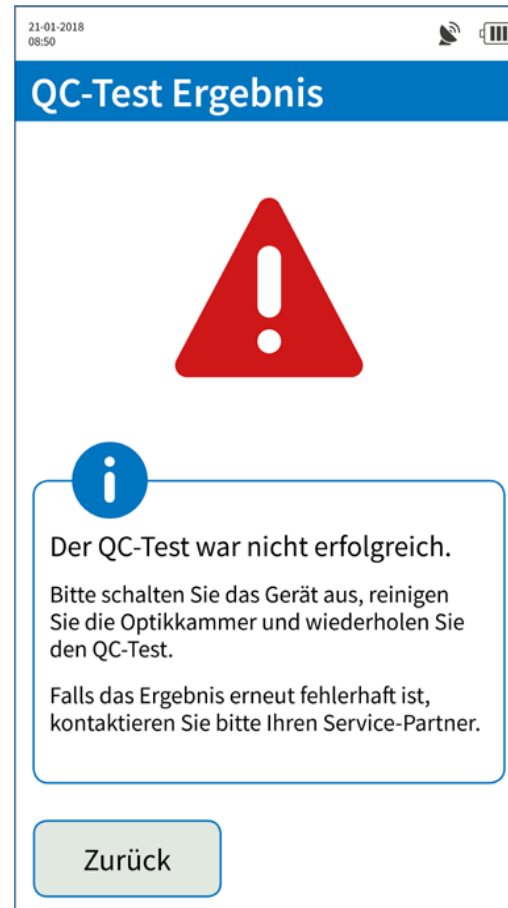 21-01-2018
08:50
QC-Test Ergebnis
Der QC-Test war nicht erfolgreich.
Bitte schalten Sie das Gerät aus, reinigen
Sie die Optikkammer und wiederholen Sie
den QC-Test.
Falls das Ergebnis erneut fehlerhaft ist,
kontaktieren Sie bitte Ihren Service-Partner.
Zurück